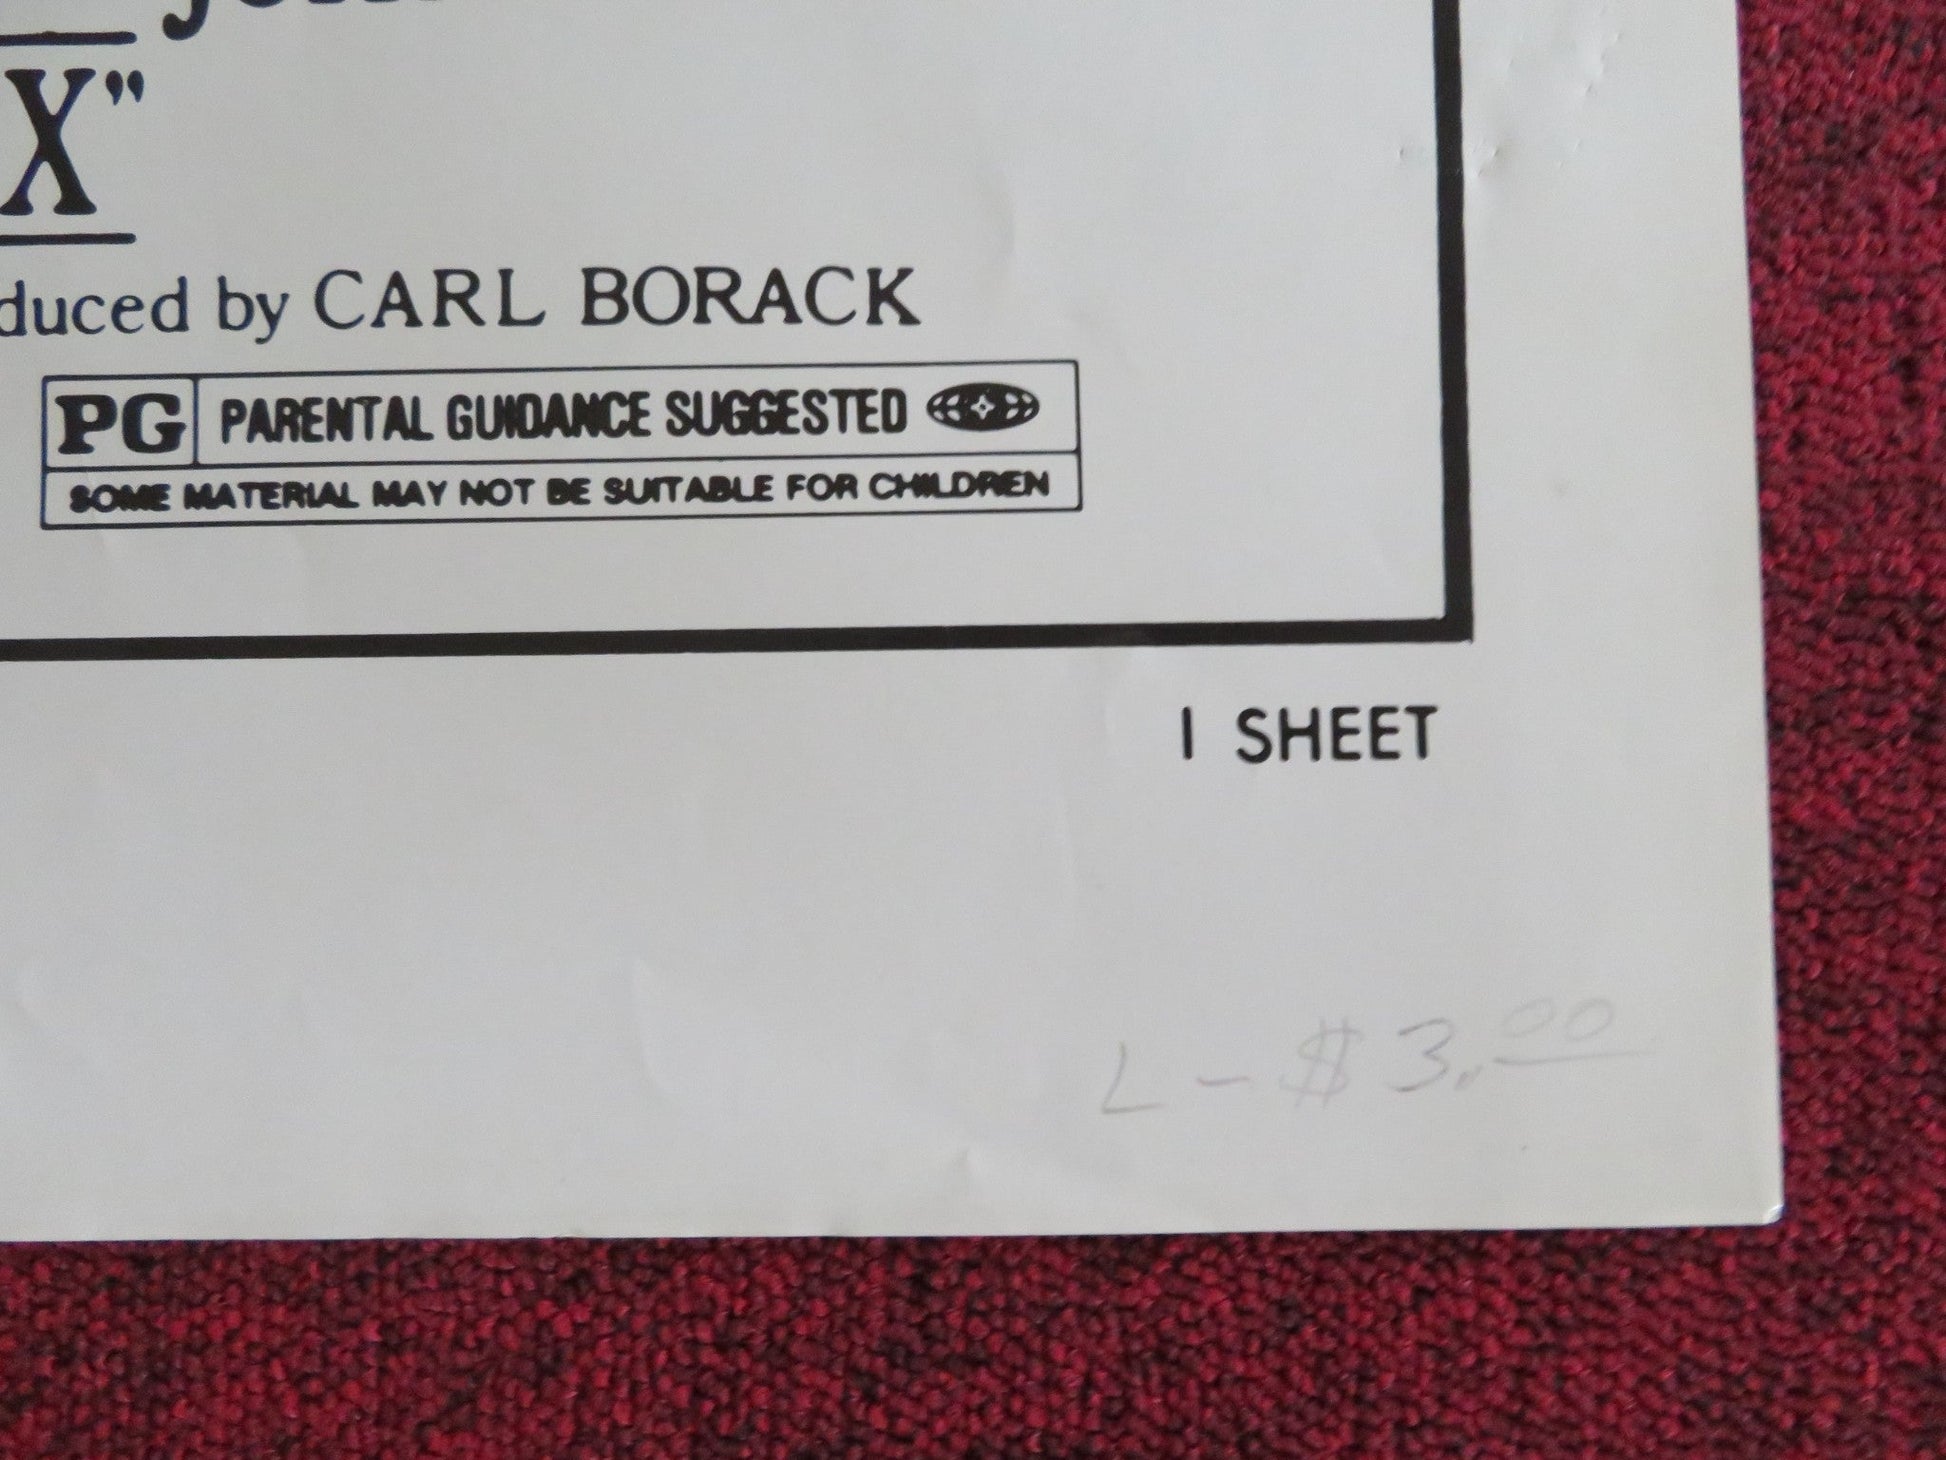 X"
duced by CARL BORACK
PG PARENTAL GUIDANCE SUGGESTED
SOME MATERIAL MAY NOT BE SUITABLE FOR CHILDREN
1 SHEET
L - $3.00